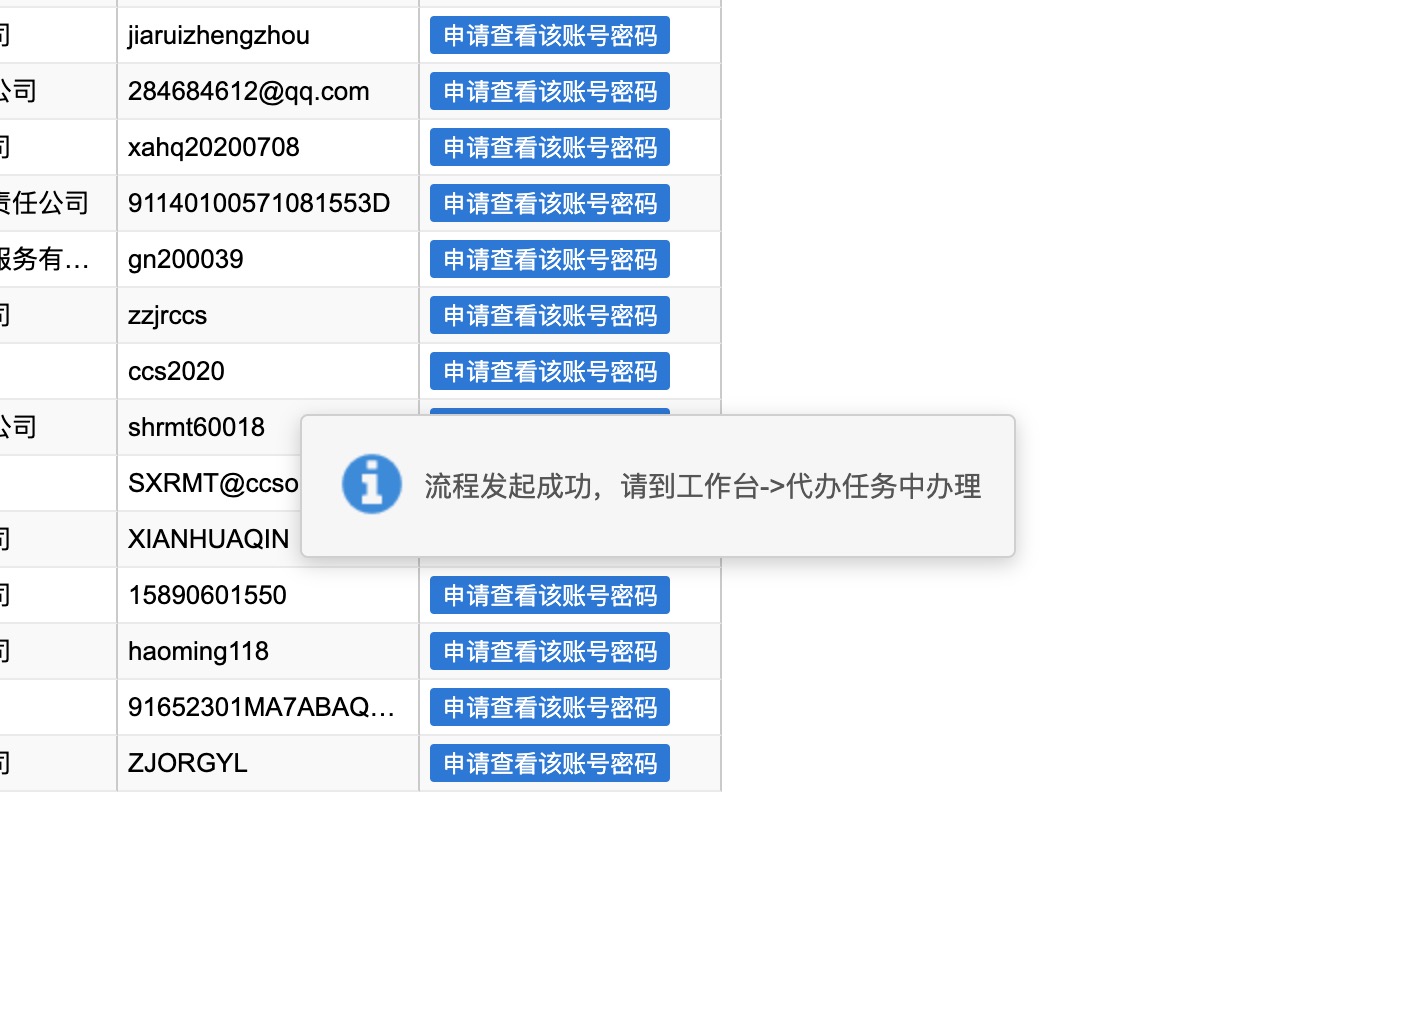 司 jiaruizhengzhou 申请查看该账号密码
公司 284684612@qq.com 申请查看该账号密码
司 xahq20200708 申请查看该账号密码
责任公司 91140100571081553D 申请查看该账号密码
服务有... gn200039 申请查看该账号密码
司 zzjrccs 申请查看该账号密码
ccs2020 申请查看该账号密码
公司 shrmt60018
SXRMT@ccso
流程发起成功，请到工作台->代办任务中办理
司 XIANHUAQIN
司 15890601550 申请查看该账号密码
司 haoming118 申请查看该账号密码
91652301MA7ABAQ... 申请查看该账号密码
司 ZJORGYL 申请查看该账号密码